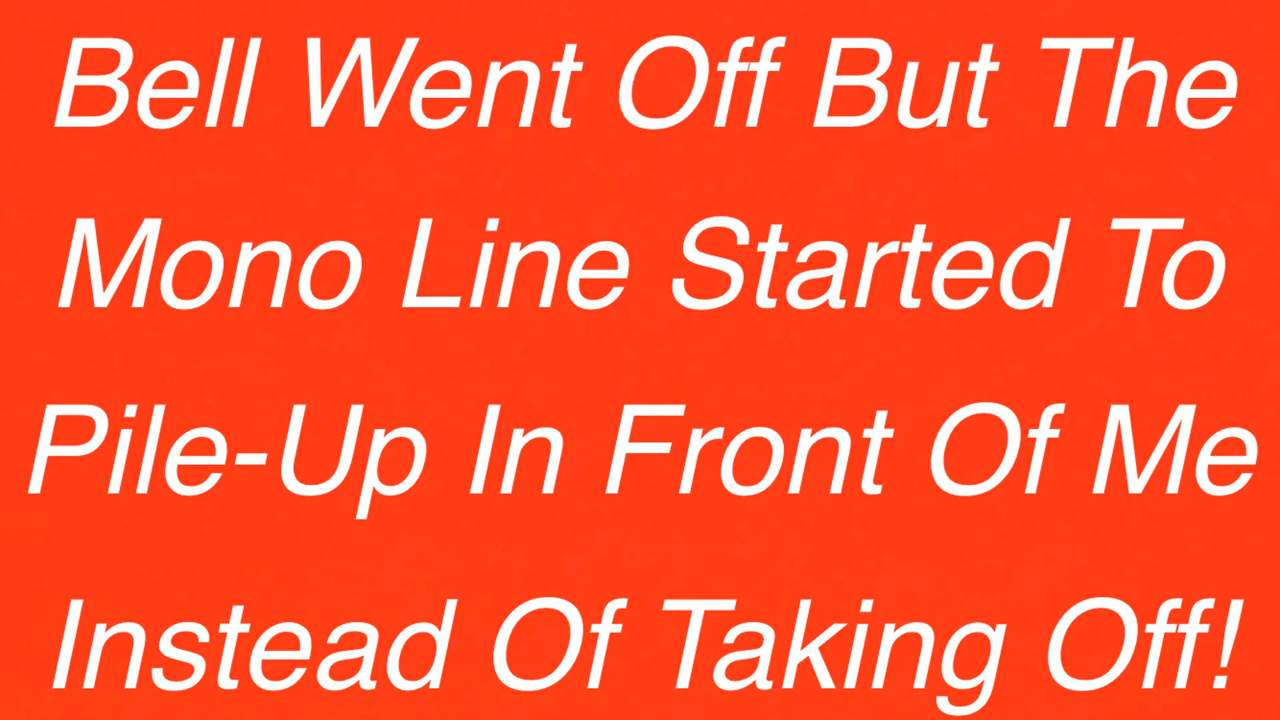 Bell Went Off But The
Mono Line Started To
Pile-Up In Front Of Me
Instead Of Taking Off!